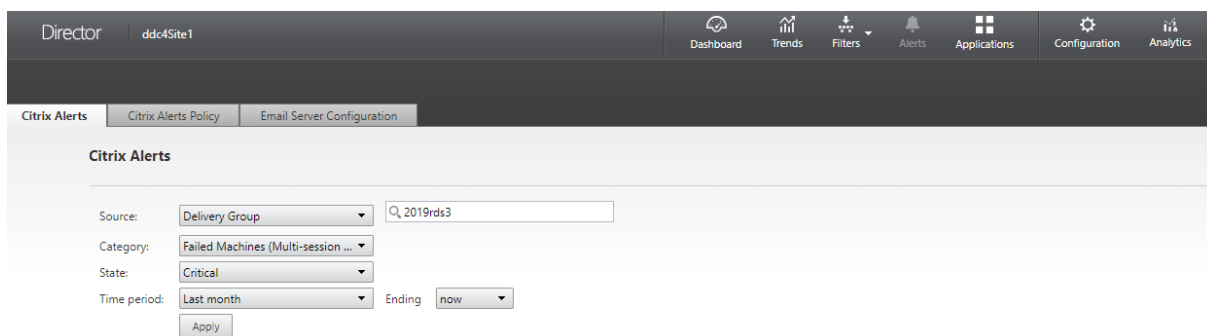 Director ddc4Site1 Dashboard Trends Filters Alerts Applications Configuration Analytics
Citrix Alerts Citrix Alerts Policy Email Server Configuration
Citrix Alerts
Source: Delivery Group 2019rds3
Category: Failed Machines (Multi-session ...
State: Critical
Time period: Last month Ending now
Apply